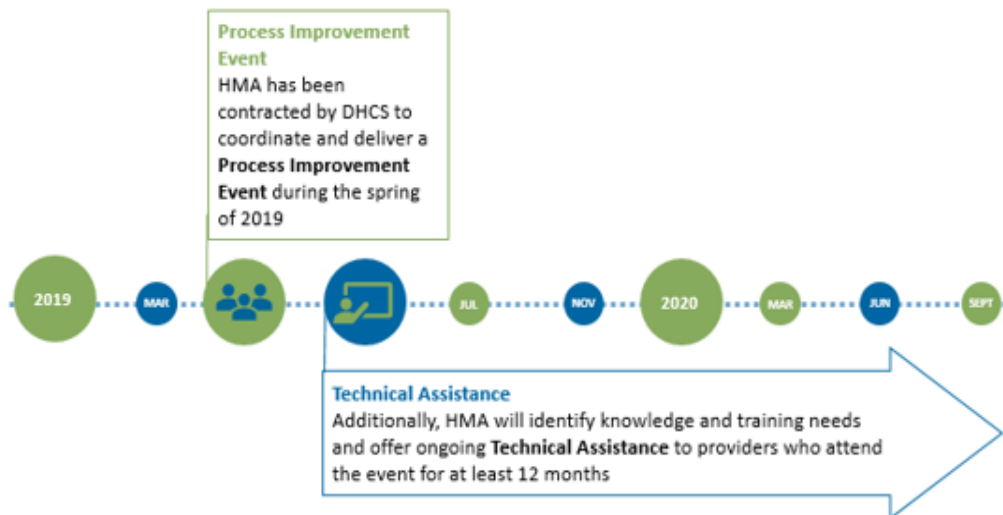 Process Improvement
Event
HMA has been
contracted by DHCS to
coordinate and deliver a
Process Improvement
Event during the spring
of 2019
2019
MAR
JUL
NOV
2020
MAR
JUN
SEPT
Technical Assistance
Additionally, HMA will identify knowledge and training needs
and offer ongoing Technical Assistance to providers who attend
the event for at least 12 months